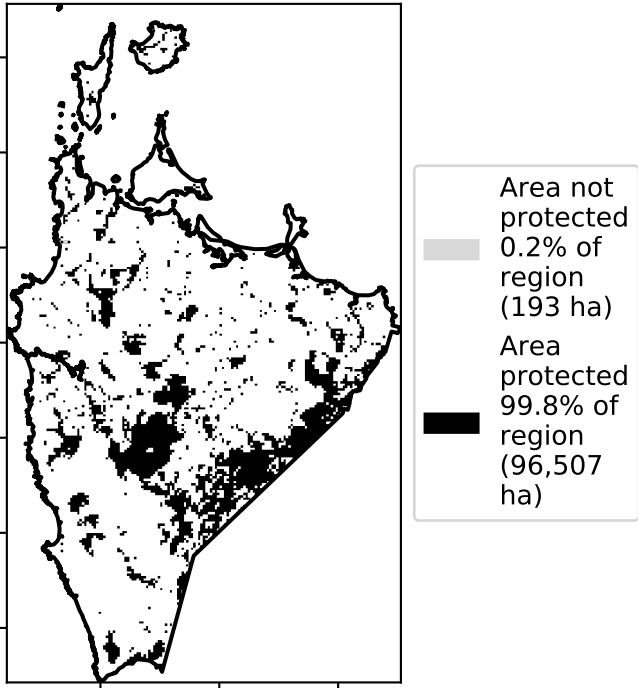 Area not
protected
0.2% of
region
(193 ha)
Area
protected
99.8% of
region
(96,507
ha)